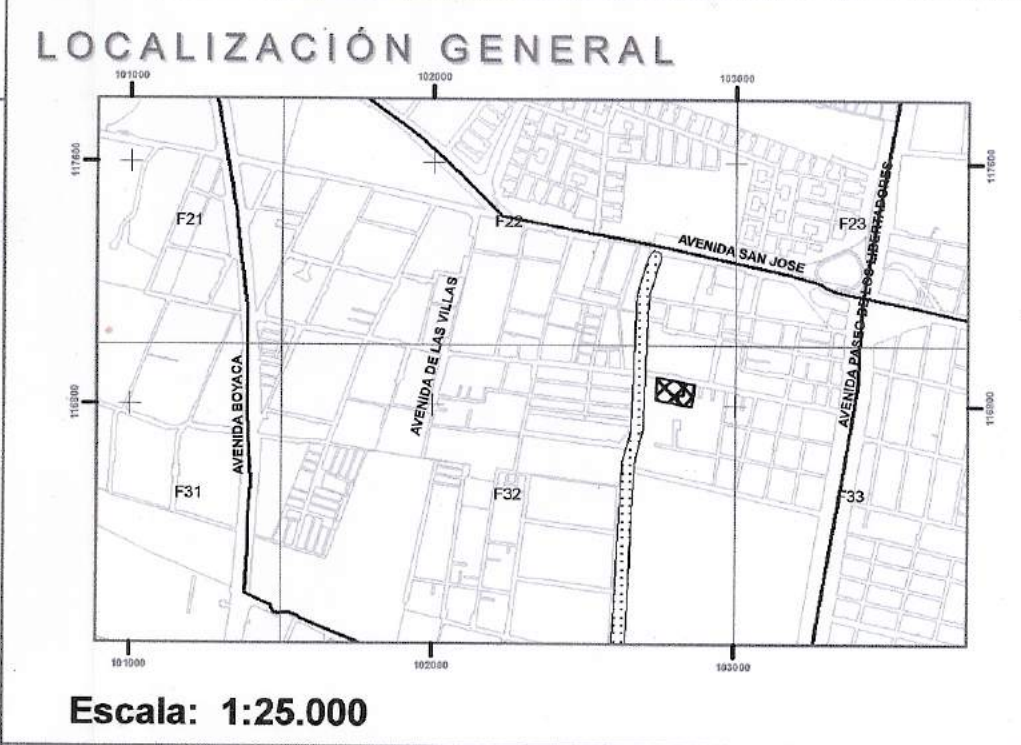 LOCALIZACIÓN GENERAL
101000
102000
103000
117600
117600
F21
F22
F23
AVENIDA SAN JOSE
AVENIDA PASEO DE LOS LIBERTADORES
AVENIDA DE LAS VILLAS
AVENIDA BOYACA
116800
116800
F31
F32
F33
101000
102000
103000
Escala: 1:25.000